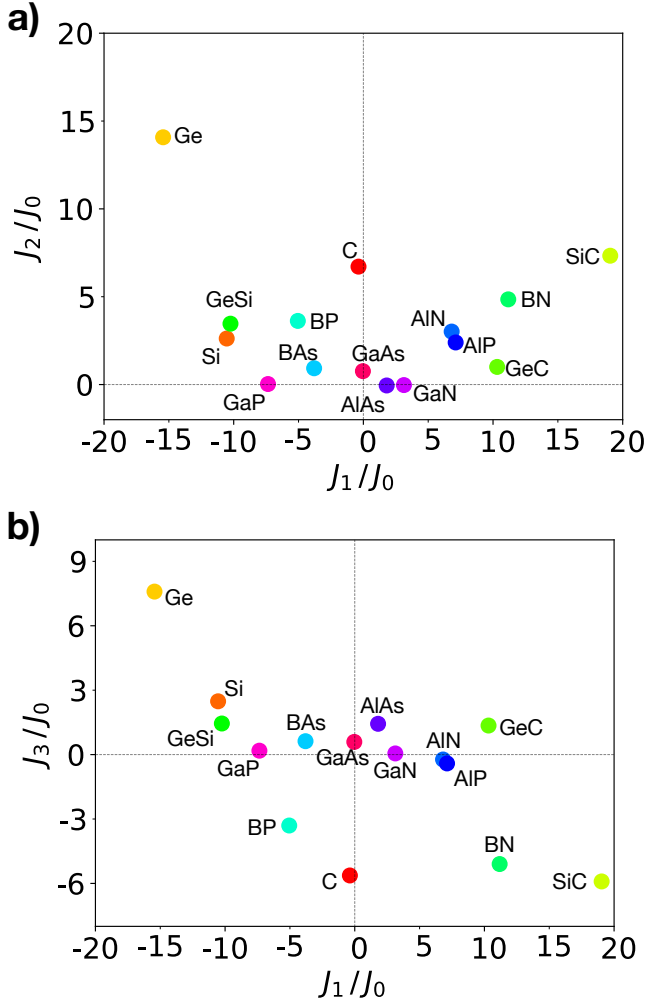 a)
20
15
10
5
0
J2/J0
Ge
C
SiC
GeSi
BP
BN
AlN
AlP
Si
BAs
GaAs
GeC
GaP
AlAs
GaN
-20 -15 -10 -5 0 5 10 15 20
J1/J0
b)
9
6
3
0
-3
-6
J3/J0
Ge
Si
AlAs
GeSi
BAs
GeC
AlN
GaP
GaAs
GaN
AlP
BP
BN
C
SiC
-20 -15 -10 -5 0 5 10 15 20
J1/J0